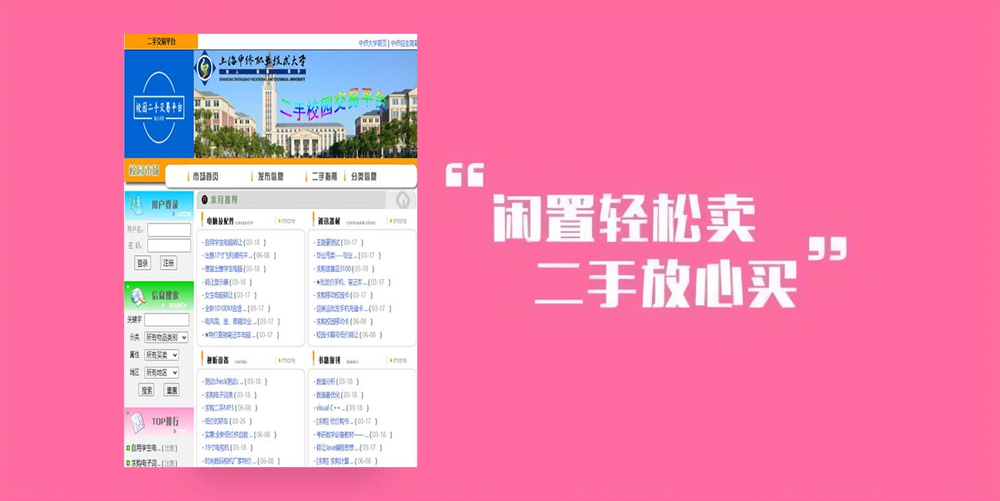 二手交易平台
中侨大学首页 | 中侨招生简章
上海中侨职业技术大学
SHANGHAI ZHONGQIAO VOCATIONAL AND TECHNICAL UNIVERSITY
校园二手交易平台
二手校园交易平台
校园市场
市场首页 发布信息 二手指南 分类信息
用户登录
LOGIN
用户名:
密 码:
登录 注册
信息搜索
SEARCH
关键字
分类 所有物品类别
属性 所有买卖
地区 所有地区
搜索 重置
TOP排行
自用学生电...(出售)
求购电子词...(出售)
本月推荐
电脑及配件 computer more
·自用学生电脑转让 ( 03-18 )
·出售17寸飞利浦纯平 ... ( 06-08 )
·便宜出售学生电脑 ( 03-18 )
·转让显示器 ( 03-18 )
·女生电脑转让 ( 03-17 )
·全新10100M自适 ... ( 03-17 )
·电风扇、壶、音箱毕业 ... ( 03-17 )
·★特价直销笔记本电脑 ... ( 03-17 )
通讯器材 communication more
·王路豪测试 ( 03-17 )
·毕业甩卖----毕业 ... ( 03-17 )
·求购诺基亚3100 ( 03-10 )
·★批发价手机、笔记本 ... ( 03-17 )
·求购移动校园卡 ( 03-17 )
·迎奥运批发手机充值卡 ... ( 03-17 )
·求购校园移动卡 ( 06-08 )
·校园卡靓号低价转让 ( 06-08 )
视听设备 media more
·测试check测试c ... ( 03-18 )
·求购电子词典 ( 03-18 )
·求购二手MP3 ( 06-08 )
·低价的轿车 ( 03-25 )
·实惠:全新低价供应数 ... ( 06-08 )
·19寸电视机 ( 03-18 )
·时尚数码相机厂家特价 ... ( 06-08 )
书籍报刊 books more
·数值分析 ( 03-18 )
·数值最优化 ( 03-18 )
·visual C++ ... ( 03-18 )
·[求购] 优价购书 ... ( 03-17 )
·考研数学必备教材—— ... ( 03-18 )
·转让Java编程思想 ... ( 03-17 )
·[求购] 求购计算 ... ( 06-08 )
“闲置轻松卖
二手放心买”